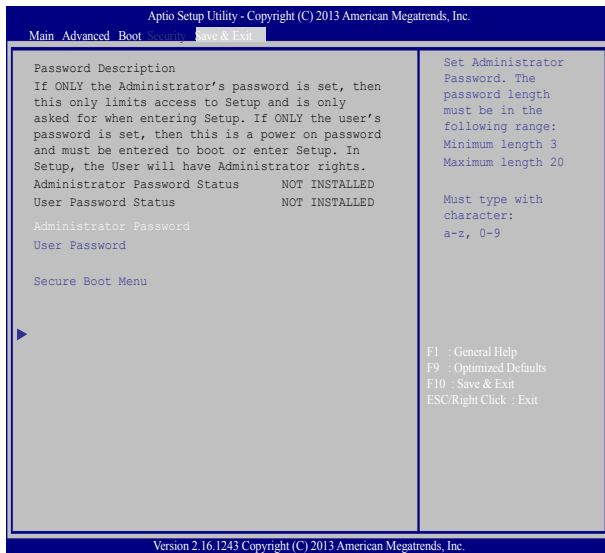 Aptio Setup Utility - Copyright (C) 2013 American Megatrends, Inc.
Main Advanced Boot Security Save & Exit
Password Description
If ONLY the Administrator's password is set, then
this only limits access to Setup and is only
asked for when entering Setup. If ONLY the user's
password is set, then this is a power on password
and must be entered to boot or enter Setup. In
Setup, the User will have Administrator rights.
Administrator Password Status NOT INSTALLED
User Password Status NOT INSTALLED
Administrator Password
User Password
Secure Boot Menu
Set Administrator
Password. The
password length
must be in the
following range:
Minimum length 3
Maximum length 20
Must type with
character:
a-z, 0-9
F1 : General Help
F9 : Optimized Defaults
F10 : Save & Exit
ESC/Right Click : Exit
Version 2.16.1243 Copyright (C) 2013 American Megatrends, Inc.